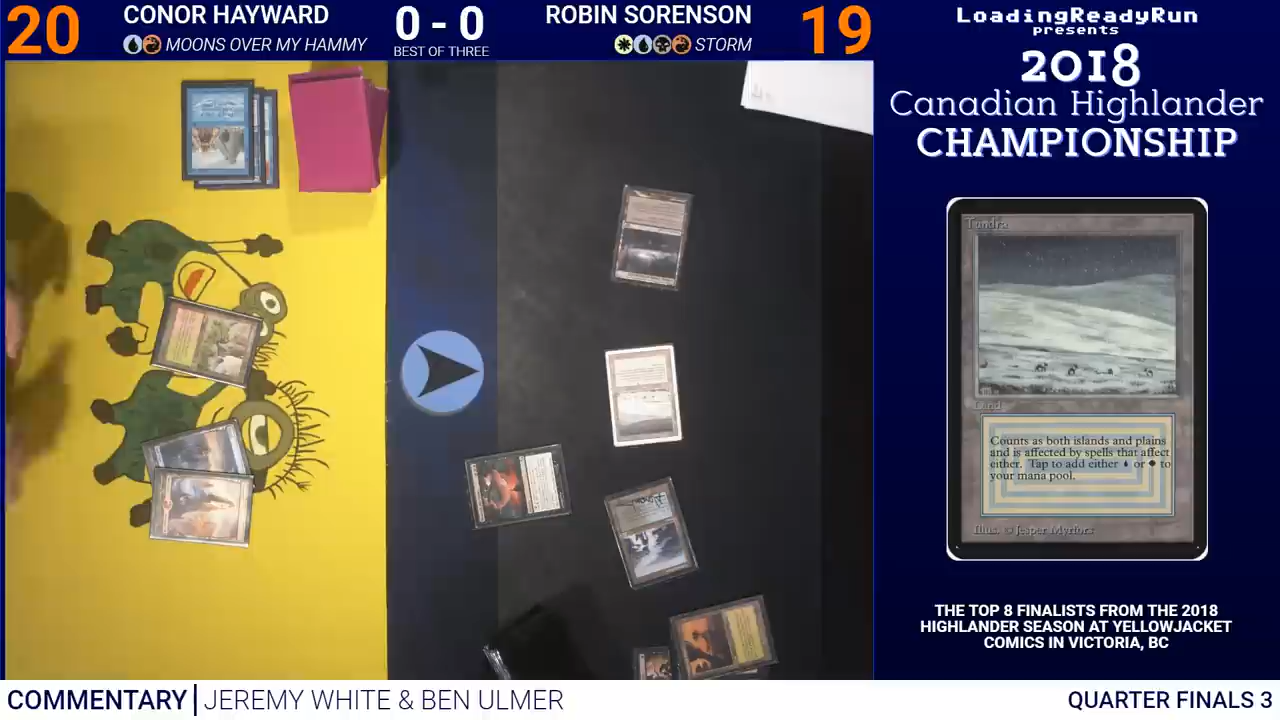 20
CONOR HAYWARD
MOONS OVER MY HAMMY
0 - 0
BEST OF THREE
ROBIN SORENSON
STORM
19
LoadingReadyRun
presents
2018
Canadian Highlander
CHAMPIONSHIP
Tundra
Land
Counts as both islands and plains
and is affected by spells that affect
either. Tap to add either or to
your mana pool.
Illus. © Jesper Myrfors
THE TOP 8 FINALISTS FROM THE 2018
HIGHLANDER SEASON AT YELLOWJACKET
COMICS IN VICTORIA, BC
COMMENTARY | JEREMY WHITE & BEN ULMER
QUARTER FINALS 3